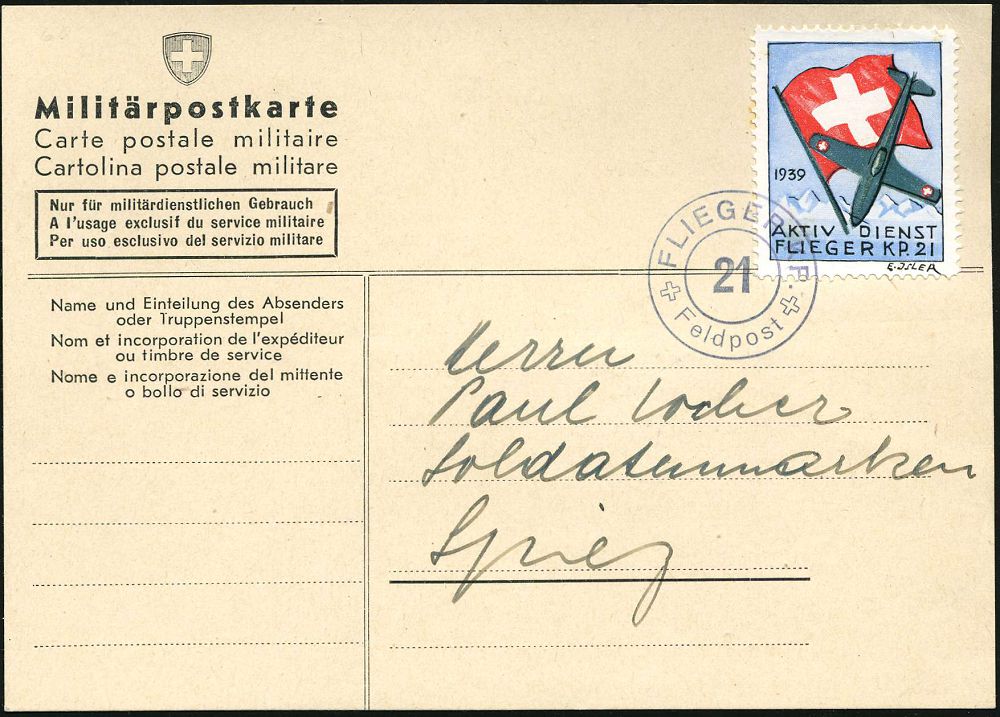 Militärpostkarte
Carte postale militaire
Cartolina postale militare
Nur für militärdienstlichen Gebrauch
A l'usage exclusif du service militaire
Per uso esclusivo del servizio militare
1939
AKTIV DIENST
FLIEGER KP. 21
E. ISLER
FLIEGER
21
Feldpost
Name und Einteilung des Absenders
oder Truppenstempel
Nom et incorporation de l'expéditeur
ou timbre de service
Nome e incorporazione del mittente
o bollo di servizio
Herrn
Paul Locher
Soldatenmarken
Spiez